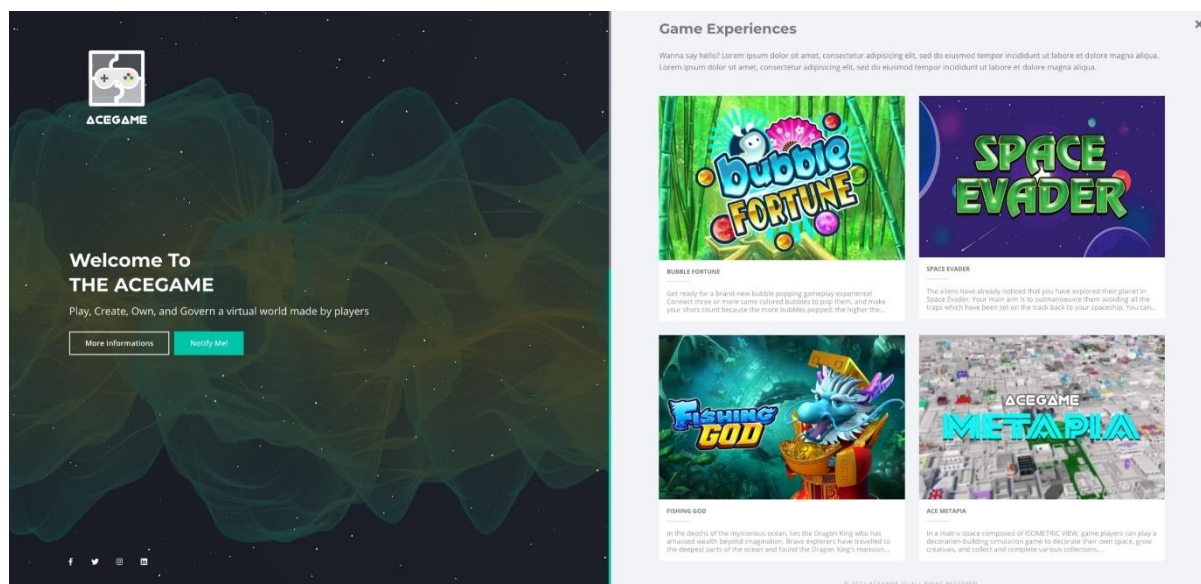 ACEGAME
Welcome To
THE ACEGAME
Play, Create, Own, and Govern a virtual world made by players
More Informations
Notify Me!
Game Experiences
Wanna say hello? Lorem ipsum dolor sit amet, consectetur adipisicing elit, sed do eiusmod tempor incididunt ut labore et dolore magna aliqua.
Lorem ipsum dolor sit amet, consectetur adipisicing elit, sed do eiusmod tempor incididunt ut labore et dolore magna aliqua.
bubble
FORTUNE
BUBBLE FORTUNE
Get ready for a brand-new bubble popping gameplay experience!
Connect three or more same colored bubbles to pop them, and make
your shots count because the more bubbles popped, the higher the...
SPACE
EVADER
SPACE EVADER
The aliens have already noticed that you have explored their planet in
Space Evader. Your main aim is to outmanoeuvre them avoiding all the
traps which have been set on the track back to your spaceship. You can...
FISHING
GOD
FISHING GOD
In the depths of the mysterious ocean, lies the Dragon King who has
amassed wealth beyond imagination. Brave explorers have travelled to
the deepest parts of the ocean and found the Dragon King's mansion,...
ACEGAME
METAPIA
ACE METAPIA
In a matrix space composed of ISOMETRIC VIEW, game players can play a
decoration-building simulation game to decorate their own space, grow
creatives, and collect and complete various collections....